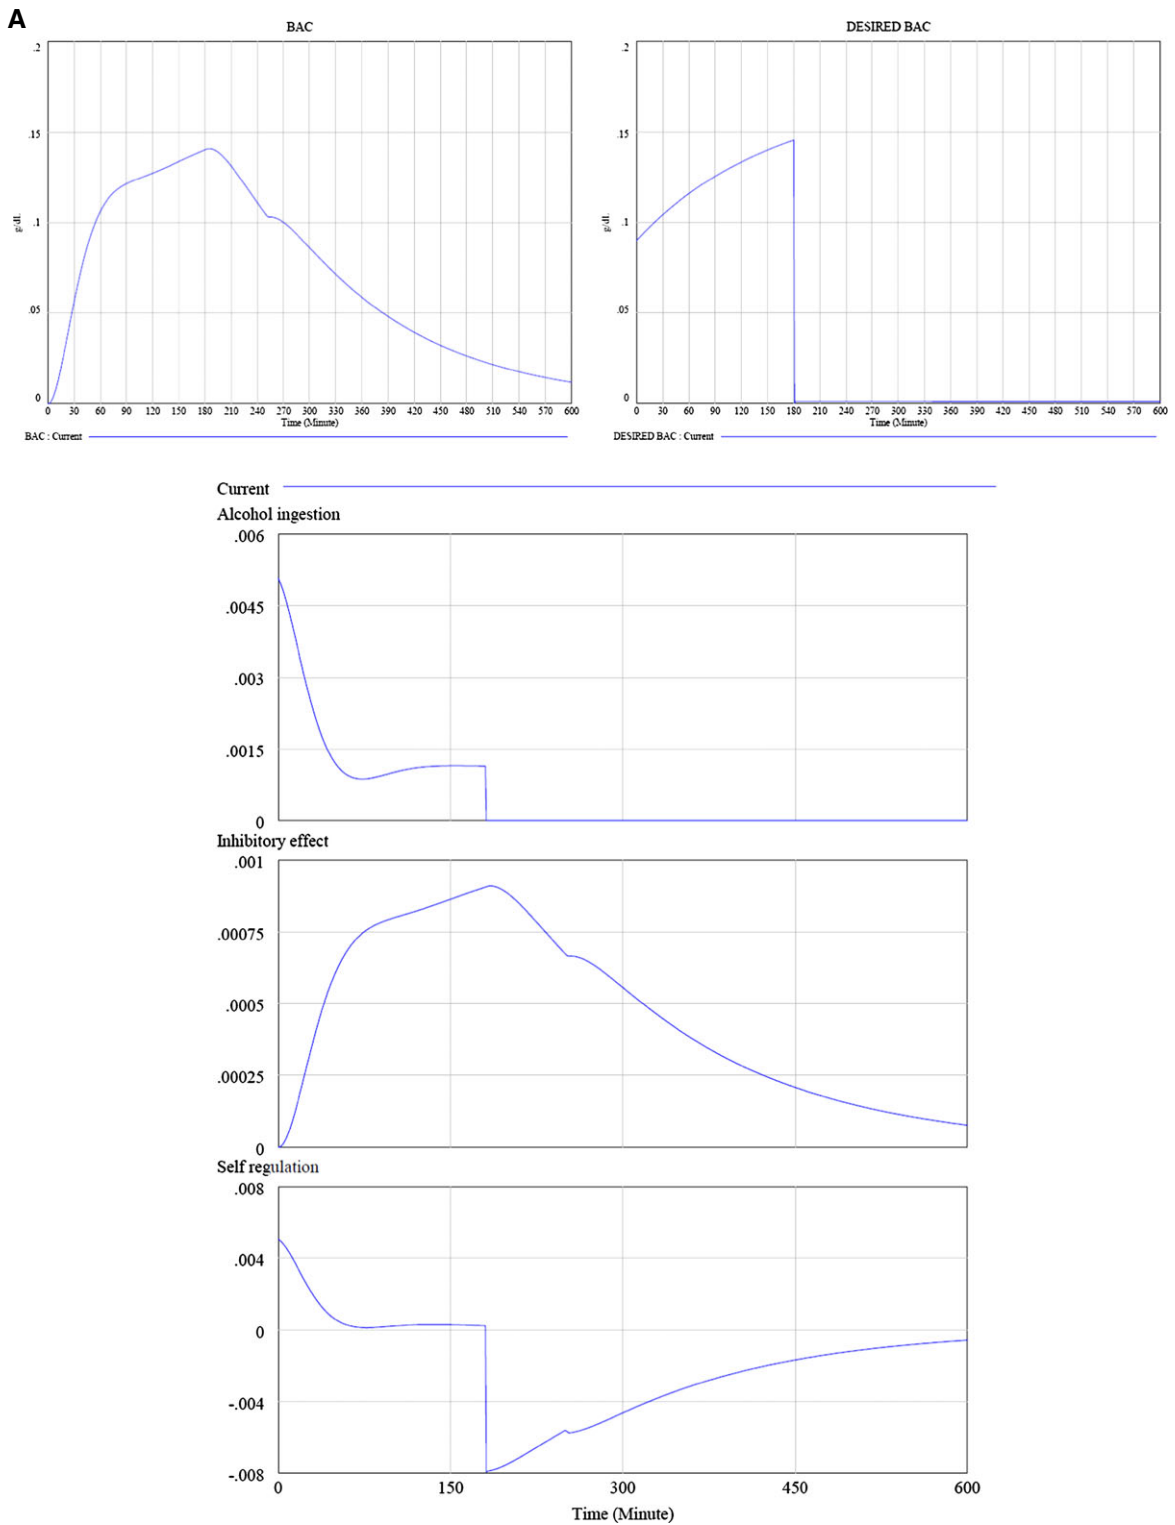 A
BAC
.2
.15
.1
.05
0
g/dL
0 30 60 90 120 150 180 210 240 270 300 330 360 390 420 450 480 510 540 570 600
Time (Minute)
BAC : Current
DESIRED BAC
.2
.15
.1
.05
0
g/dL
0 30 60 90 120 150 180 210 240 270 300 330 360 390 420 450 480 510 540 570 600
Time (Minute)
DESIRED BAC : Current
Current
Alcohol ingestion
.006
.0045
.003
.0015
0
Inhibitory effect
.001
.00075
.0005
.00025
0
Self regulation
.008
.004
0
-.004
-.008
0 150 300 450 600
Time (Minute)